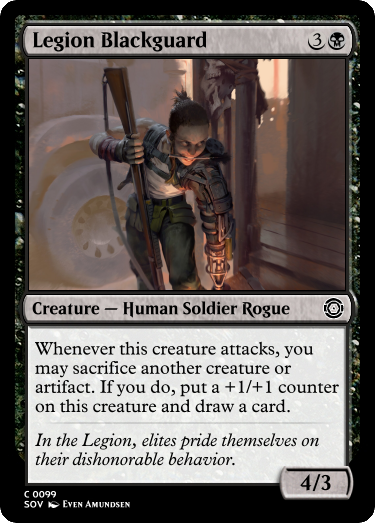 Legion Blackguard 3
Creature — Human Soldier Rogue
Whenever this creature attacks, you
may sacrifice another creature or
artifact. If you do, put a +1/+1 counter
on this creature and draw a card.
In the Legion, elites pride themselves on
their dishonorable behavior.
4/3
C 0099
SOV Even Amundsen